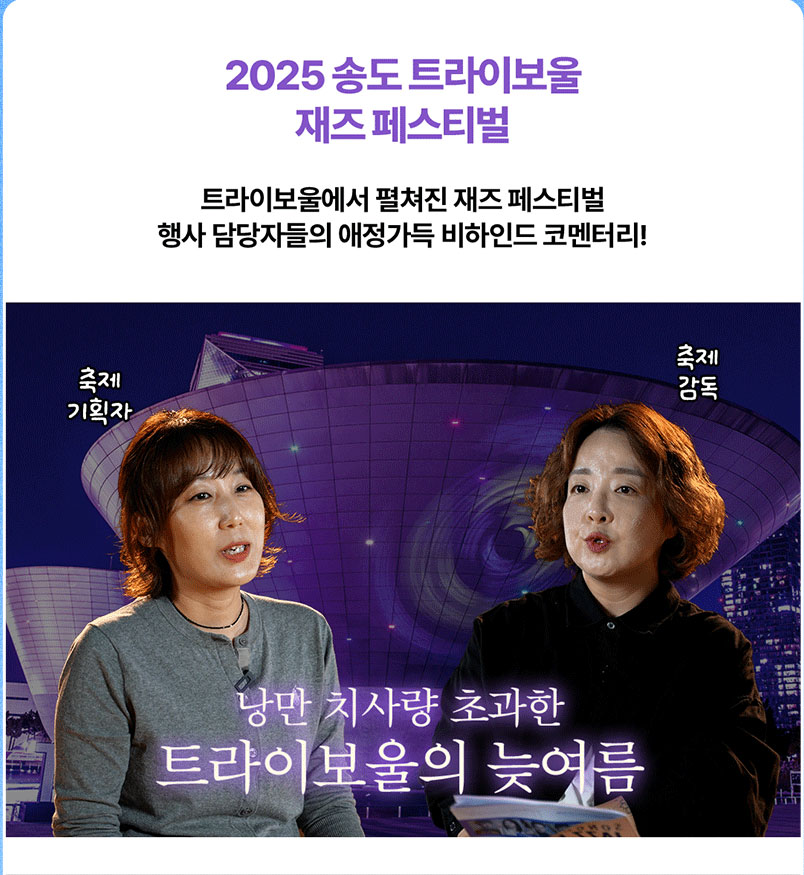 2025 송도 트라이보울
재즈 페스티벌
트라이보울에서 펼쳐진 재즈 페스티벌
행사 담당자들의 애정가득 비하인드 코멘터리!
축제
기획자
축제
감독
낭만 치사량 초과한
트라이보울의 늦여름